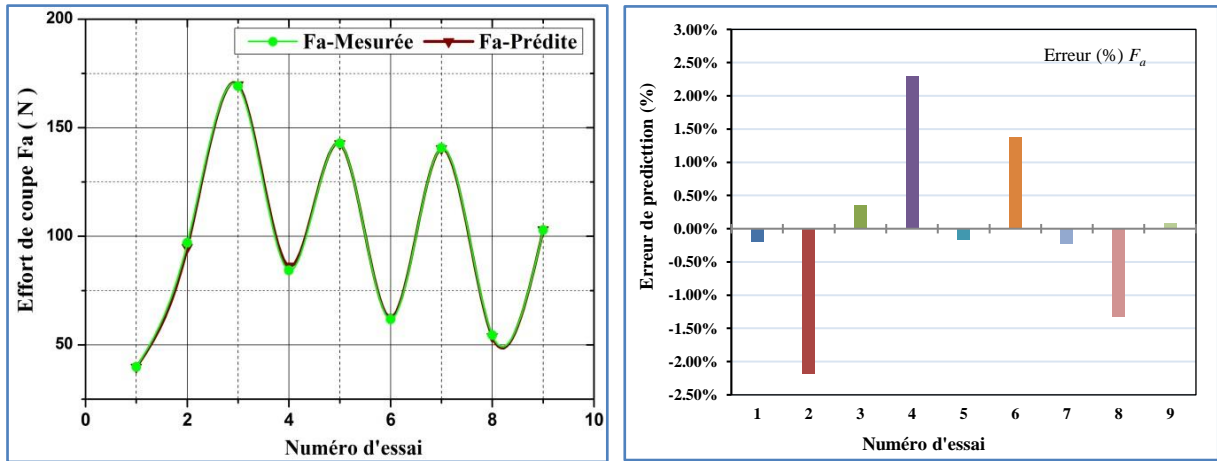 200
150
100
50
Effort de coupe Fa ( N )
Fa-Mesurée
Fa-Prédite
0 2 4 6 8 10
Numéro d'essai
3.00%
2.50%
2.00%
1.50%
1.00%
0.50%
0.00%
-0.50%
-1.00%
-1.50%
-2.00%
-2.50%
Erreur de predicttion (%)
Erreur (%) Fa
1 2 3 4 5 6 7 8 9
Numéro d'essai